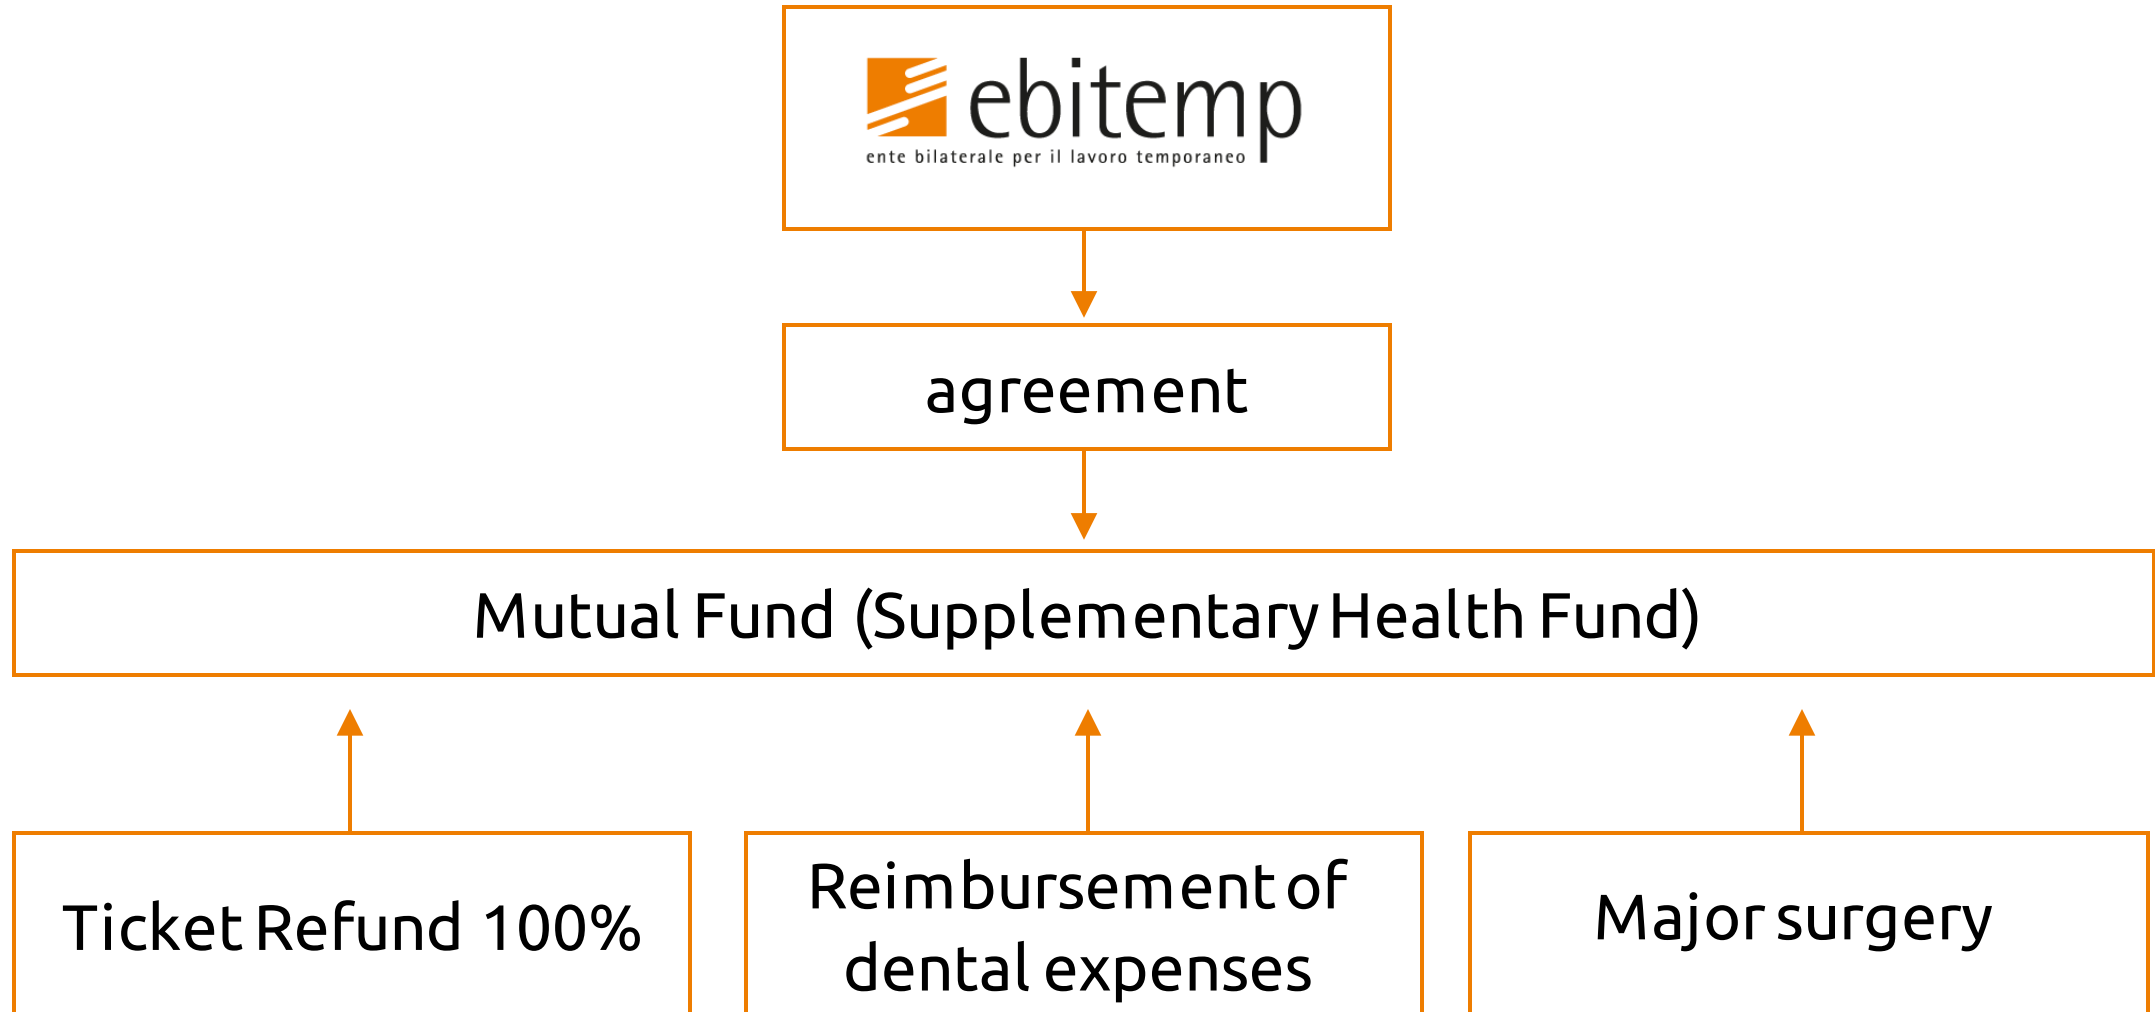 ebitemp
ente bilaterale per il lavoro temporaneo
agreement
Mutual Fund (Supplementary Health Fund)
Ticket Refund 100%
Reimbursement of
dental expenses
Major surgery